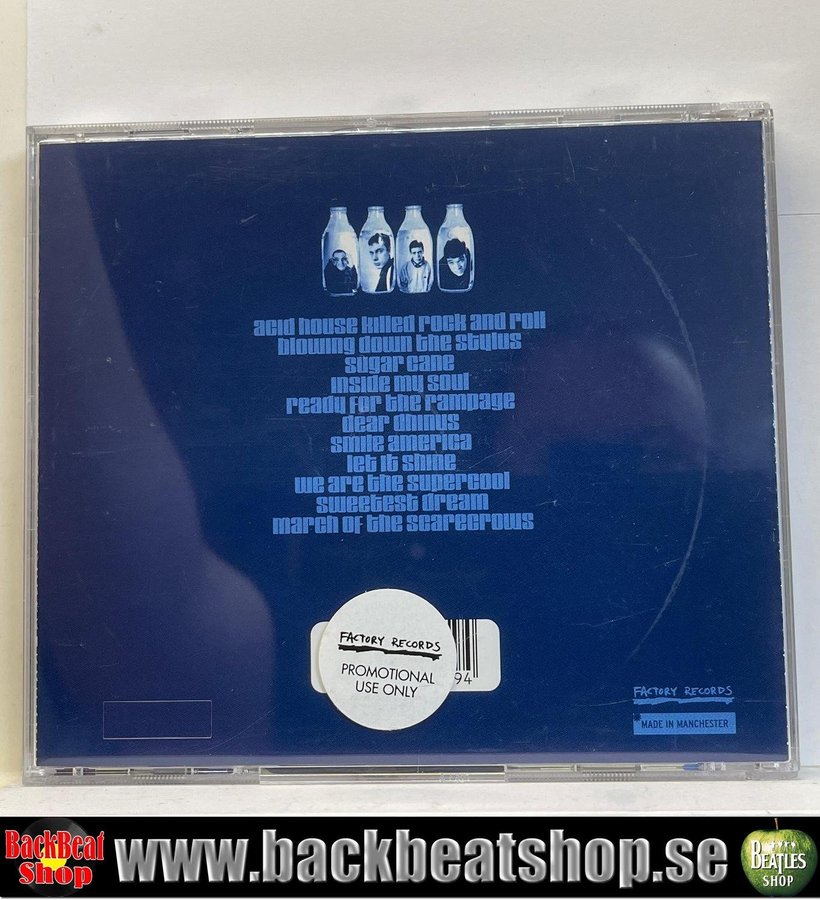 acid house killed rock and roll
blowing down the stylus
sugar cane
inside my soul
ready for the rampage
dear dhinus
smile america
let it shine
we are the supercool
sweetest dream
march of the scarecrows
FACTORY RECORDS
PROMOTIONAL
USE ONLY
94
FACTORY RECORDS
MADE IN MANCHESTER
BackBeat
Shop
www.backbeatshop.se
BEATLES
SHOP